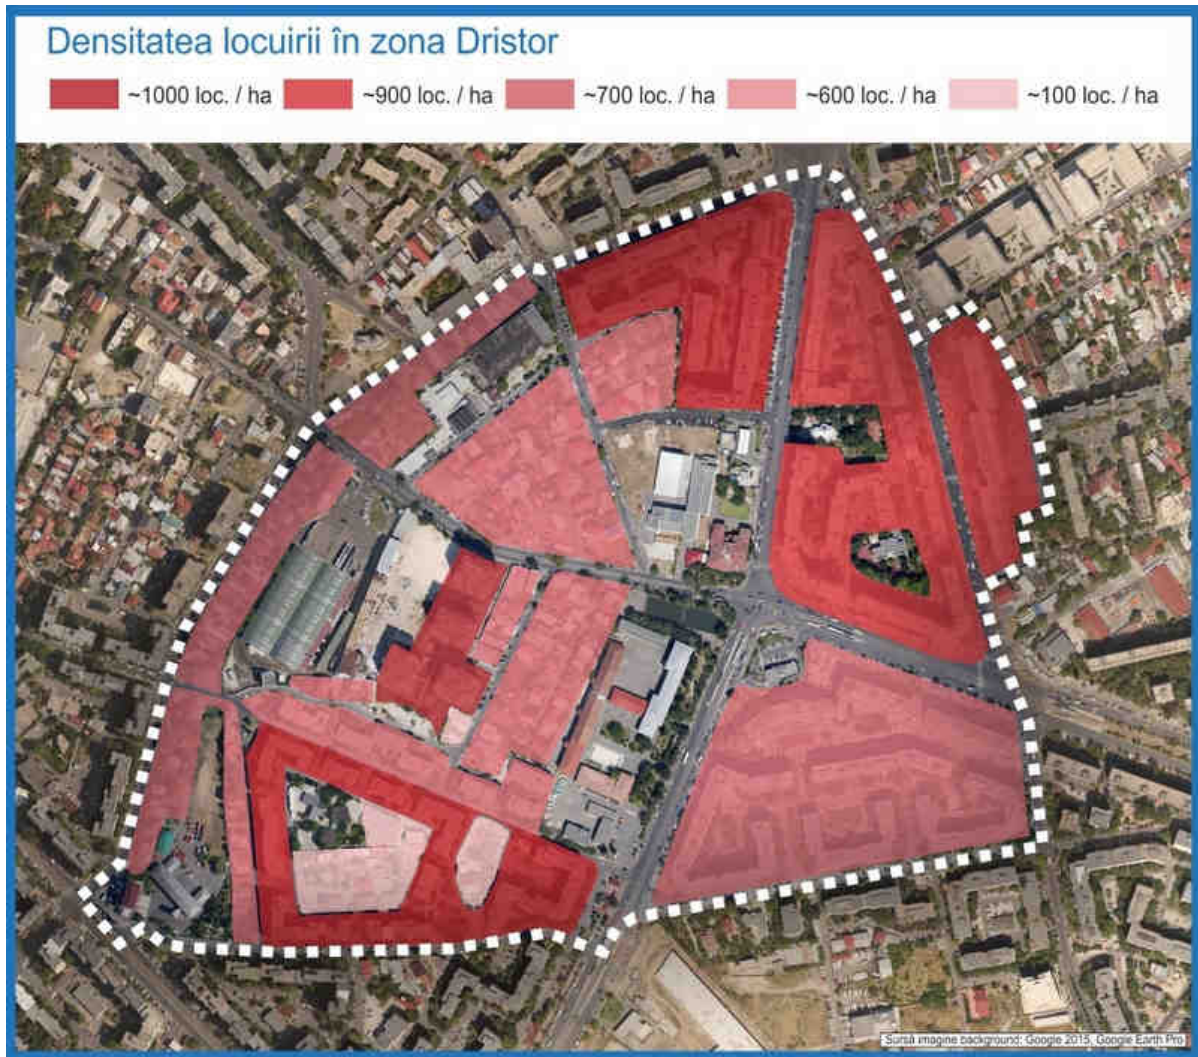 Densitatea locuirii în zona Dristor
~1000 loc. / ha ~900 loc. / ha ~700 loc. / ha ~600 loc. / ha ~100 loc. / ha
Sursă imagine background: Google 2015, Google Earth Pro